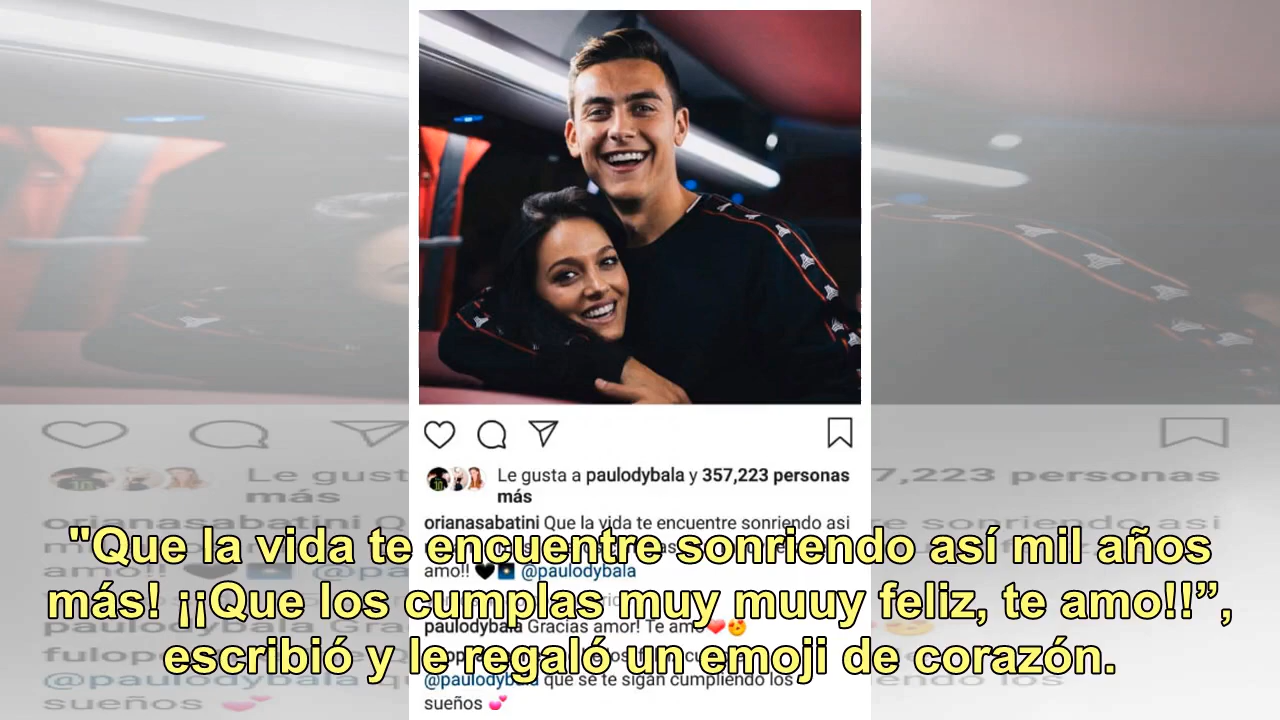 Le gusta a paulodybala y 357,223 personas
más
orianasabatini Que la vida te encuentre sonriendo asi
amo!! 🖤 @paulodybala
paulodybala Gracias amor! Te amo❤️😍
@paulodybala que se te sigan cumpliendo los
sueños 💕
"Que la vida te encuentre sonriendo así mil años
más! ¡¡Que los cumplas muy muuy feliz, te amo!!”,
escribió y le regaló un emoji de corazón.